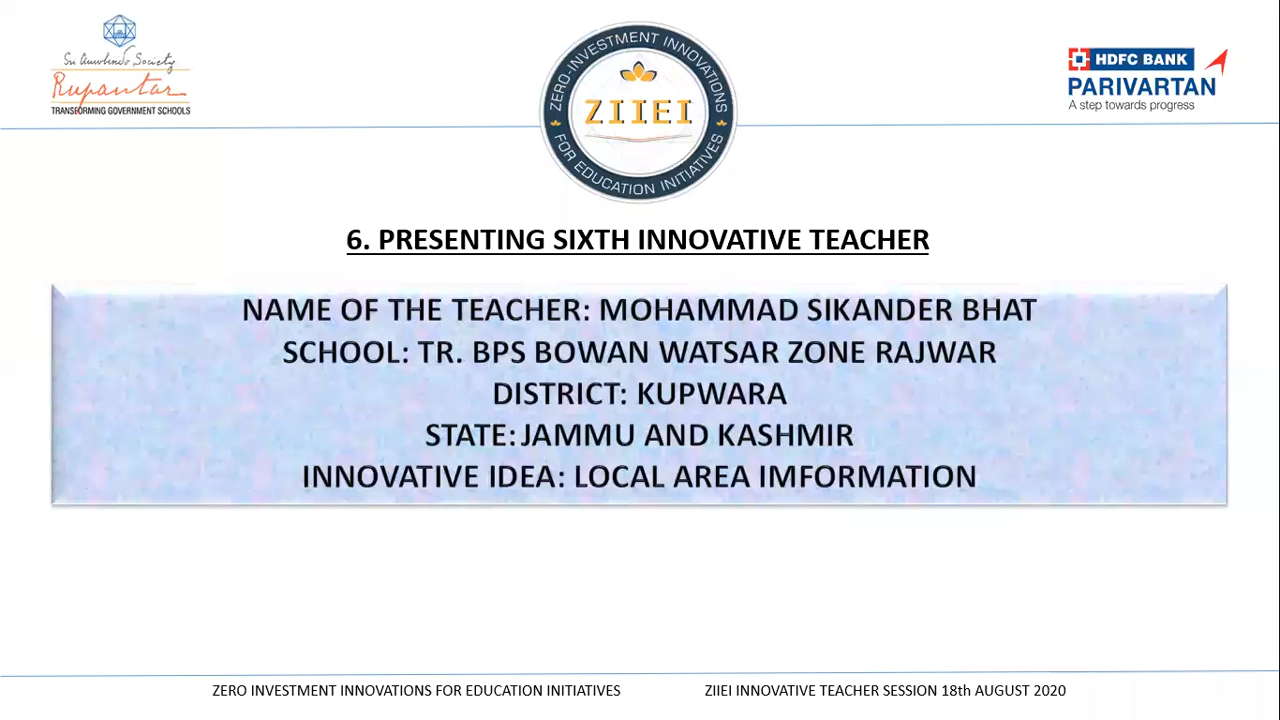 Sri Aurobindo Society
Rupantar
TRANSFORMING GOVERNMENT SCHOOLS
ZERO-INVESTMENT INNOVATIONS
ZIIEI
FOR EDUCATION INITIATIVES
HDFC BANK
PARIVARTAN
A step towards progress
6. PRESENTING SIXTH INNOVATIVE TEACHER
NAME OF THE TEACHER: MOHAMMAD SIKANDER BHAT
SCHOOL: TR. BPS BOWAN WATSAR ZONE RAJWAR
DISTRICT: KUPWARA
STATE: JAMMU AND KASHMIR
INNOVATIVE IDEA: LOCAL AREA IMFORMATION
ZERO INVESTMENT INNOVATIONS FOR EDUCATION INITIATIVES
ZIIEI INNOVATIVE TEACHER SESSION 18th AUGUST 2020